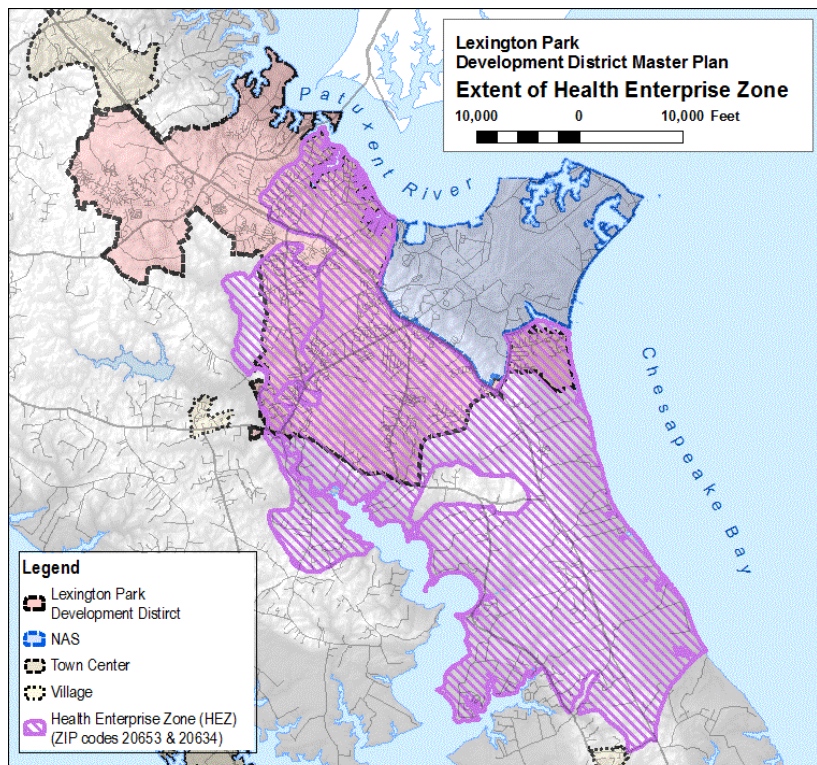 Lexington Park
Development District Master Plan
Extent of Health Enterprise Zone
10,000 0 10,000 Feet
Patuxent River
Chesapeake Bay
Legend
Lexington Park
Development Distirct
NAS
Town Center
Village
Health Enterprise Zone (HEZ)
(ZIP codes 20653 & 20634)